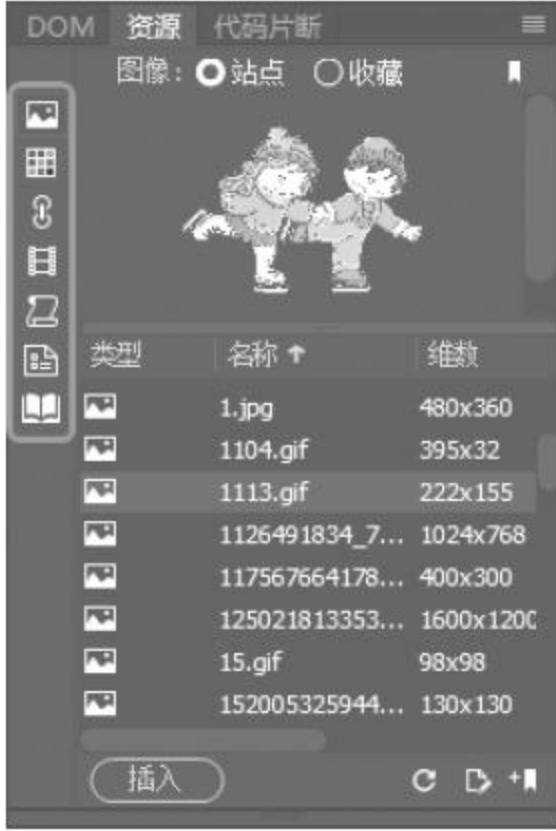 DOM 资源 代码片断
图像: 站点 收藏
类型 名称 维数
1.jpg 480x360
1104.gif 395x32
1113.gif 222x155
1126491834_7... 1024x768
117567664178... 400x300
125021813353... 1600x1200
15.gif 98x98
152005325944... 130x130
插入